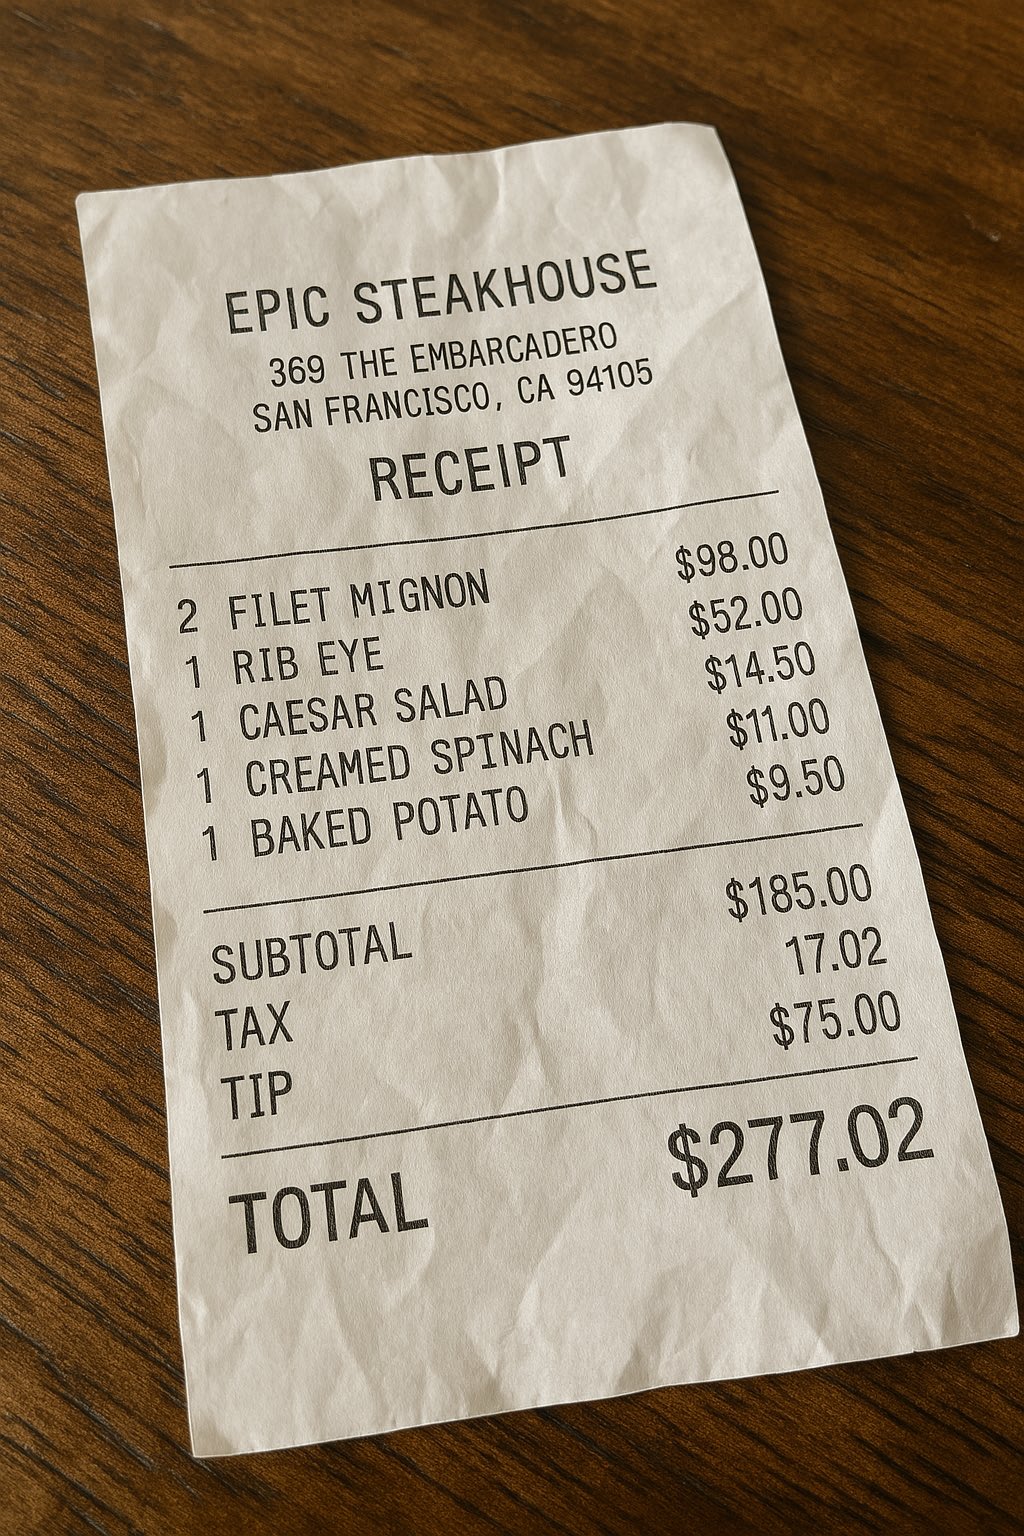 EPIC STEAKHOUSE
369 THE EMBARCADERO
SAN FRANCISCO, CA 94105
RECEIPT
2 FILET MIGNON $98.00
1 RIB EYE $52.00
1 CAESAR SALAD $14.50
1 CREAMED SPINACH $11.00
1 BAKED POTATO $9.50
SUBTOTAL $185.00
TAX 17.02
TIP $75.00
TOTAL $277.02